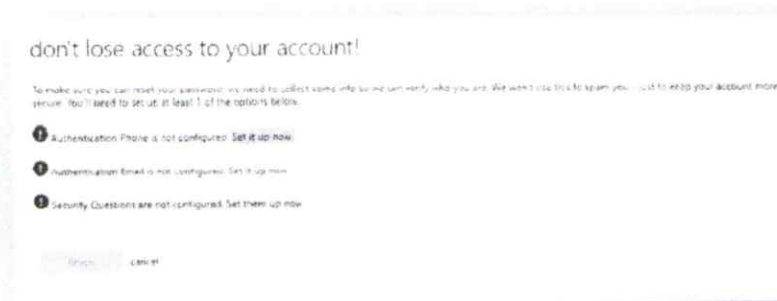 don't lose access to your account!
To make sure you can reset your password, we need to collect some info so we can verify who you are. We won't use this to spam you - just to keep your account more
secure. You'll need to set up at least 1 of the options below.
Authentication Phone is not configured. Set it up now
Authentication Email is not configured. Set it up now
Security Questions are not configured. Set them up now
cancel